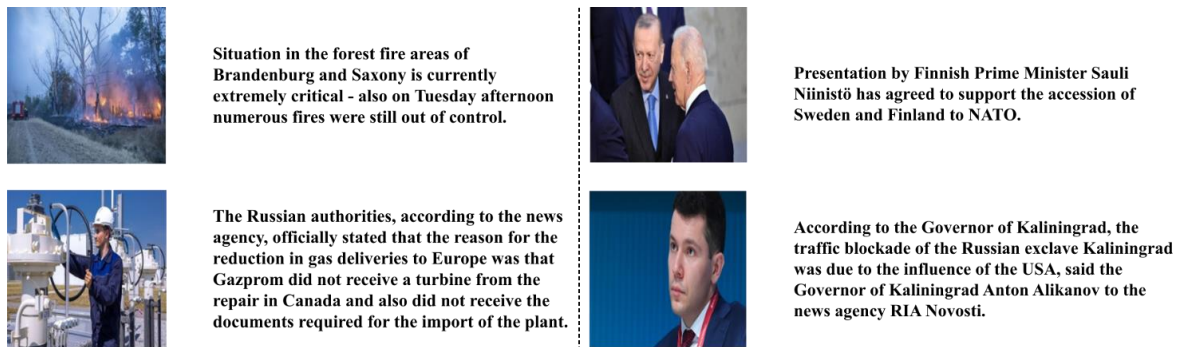 Situation in the forest fire areas of
Brandenburg and Saxony is currently
extremely critical - also on Tuesday afternoon
numerous fires were still out of control.
The Russian authorities, according to the news
agency, officially stated that the reason for the
reduction in gas deliveries to Europe was that
Gazprom did not receive a turbine from the
repair in Canada and also did not receive the
documents required for the import of the plant.
Presentation by Finnish Prime Minister Sauli
Niinistö has agreed to support the accession of
Sweden and Finland to NATO.
According to the Governor of Kaliningrad, the
traffic blockade of the Russian exclave Kaliningrad
was due to the influence of the USA, said the
Governor of Kaliningrad Anton Alikanov to the
news agency RIA Novosti.